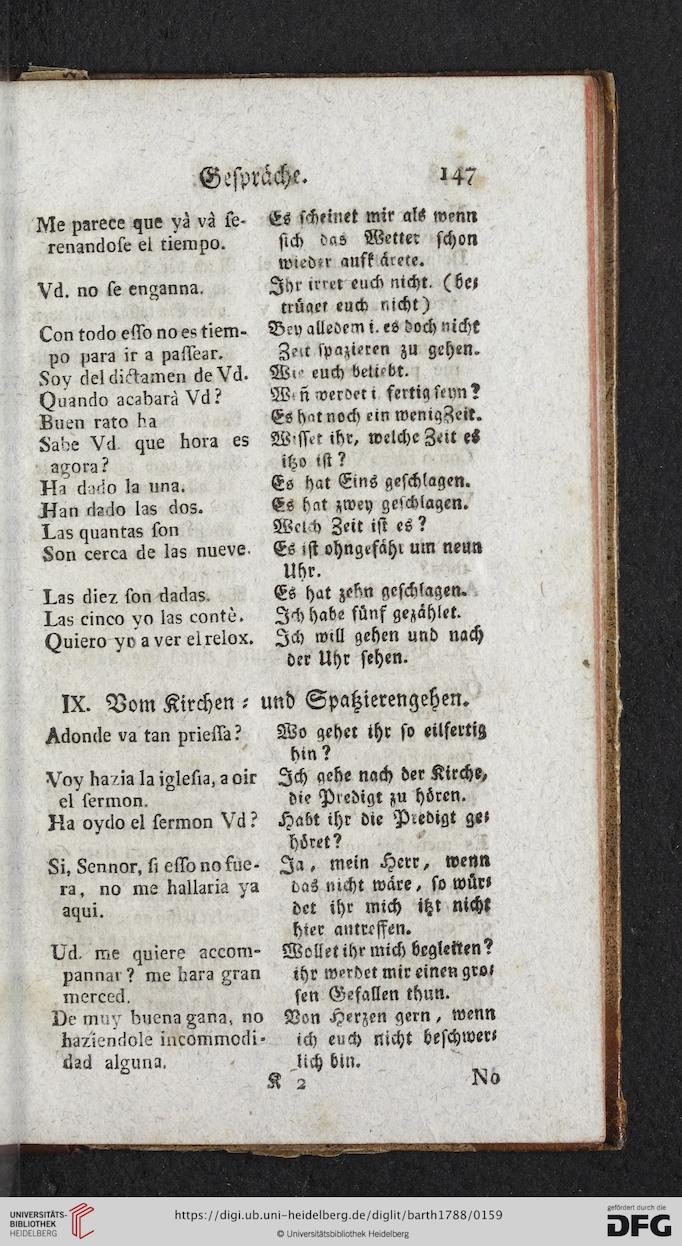 Geſpräche. 147
Me parece que yà và ſe-
renandoſe el tiempo.
Es ſcheinet mir als wenn
ſich das Wetter ſchon
wieder aufklärete.
Vd. no ſe enganna.
Ihr irret euch nicht. (be⸗
trüget euch nicht)
Con todo eſſo no es tiem-
po para ir a paſſear.
Bey alledem i. es doch nicht
Zeit ſpazieren zu gehen.
Soy del dictamen de Vd.
Wie euch beliebt.
Quando acabarà Vd?
Weñ werdet i. fertig ſeyn?
Buen rato ha
Es hat noch ein wenig Zeit.
Sabe Vd. que hora es
agora?
Wiſſet ihr, welche Zeit es
itzo iſt?
Ha dado la una.
Es hat Eins geſchlagen.
Han dado las dos.
Es hat zwey geſchlagen.
Las quantas ſon
Welch Zeit iſt es?
Son cerca de las nueve.
Es iſt ohngefähr um neun
Uhr.
Las diez ſon dadas.
Es hat zehn geſchlagen.
Las cinco yo las contè.
Ich habe fünf gezählet.
Quiero yo a ver el relox.
Ich will gehen und nach
der Uhr ſehen.
IX. Vom Kirchen⸗ und Spatzierengehen.
Adonde va tan prieſſa?
Wo gehet ihr ſo eilfertig
hin?
Voy hazia la igleſia, a oir
el ſermon.
Ich gehe nach der Kirche,
die Predigt zu hören.
Ha oydo el ſermon Vd?
Habt ihr die Predigt ge⸗
höret?
Si, Sennor, ſi eſſo no fue-
ra, no me hallaria ya
aqui.
Ja, mein Herr, wenn
das nicht wäre, ſo wür⸗
det ihr mich itzt nicht
hier antreffen.
Ud. me quiere accom-
pannar? me hara gran
merced.
Wollet ihr mich begleiten?
ihr werdet mir einen gro⸗
ſen Gefallen thun.
De muy buena gana, no
haziendole incommodi-
dad alguna.
Von Herzen gern, wenn
ich euch nicht beſchwer⸗
lich bin.
K 2 No
UNIVERSITÄTS-
BIBLIOTHEK
HEIDELBERG
https://digi.ub.uni-heidelberg.de/diglit/barth1788/0159
© Universitätsbibliothek Heidelberg
gefördert durch die
DFG